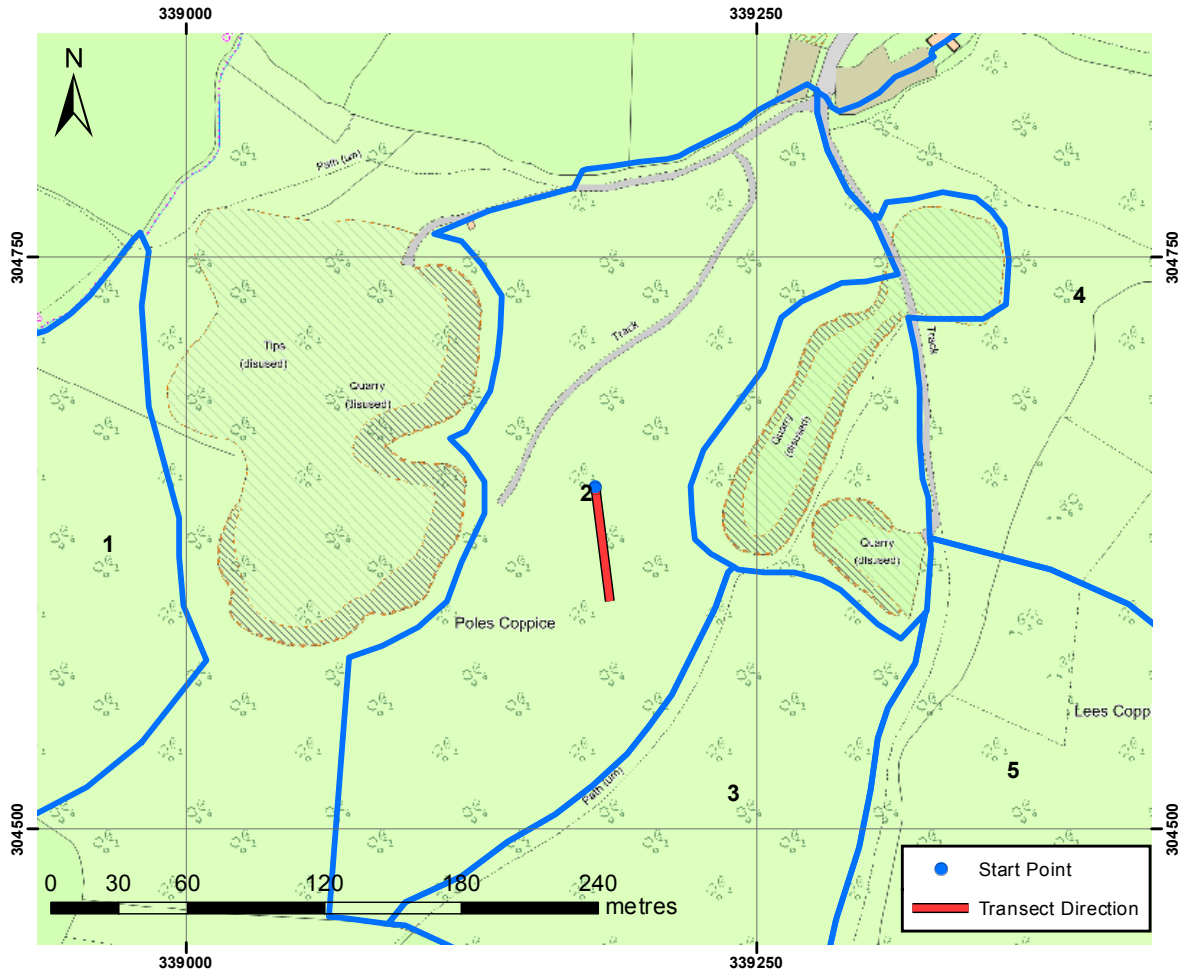 339000
339250
N
Path (um)
304750
304750
4
Track
Tips
(disused)
Track
Quarry
(disused)
Quarry
(disused)
2
1
Quarry
(disused)
Poles Coppice
Lees Copp
5
3
Path (um)
304500
304500
0 30 60 120 180 240
metres
Start Point
Transect Direction
339000
339250